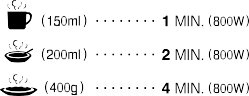 (150ml) ········ 1 MIN. (800W)
(200ml) ········ 2 MIN. (800W)
(400g) ········ 4 MIN. (800W)